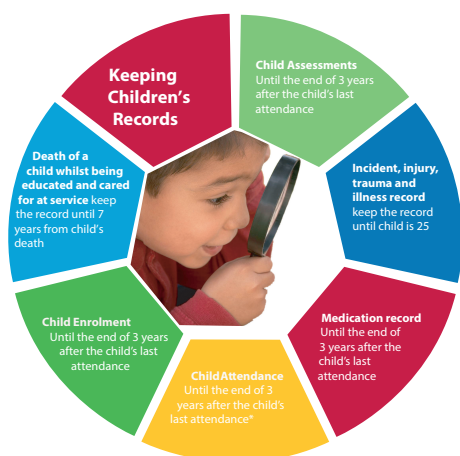 Keeping
Children's
Records
Child Assessments
Until the end of 3 years
after the child's last
attendance
Incident, injury,
trauma and
illness record
keep the record
until child is 25
Medication record
Until the end of
3 years after the
child's last
attendance
Child Attendance
Until the end of 3
years after the child's
last attendance*
Child Enrolment
Until the end of 3 years
after the child's last
attendance
Death of a
child whilst being
educated and cared
for at service keep
the record until 7
years from child's
death